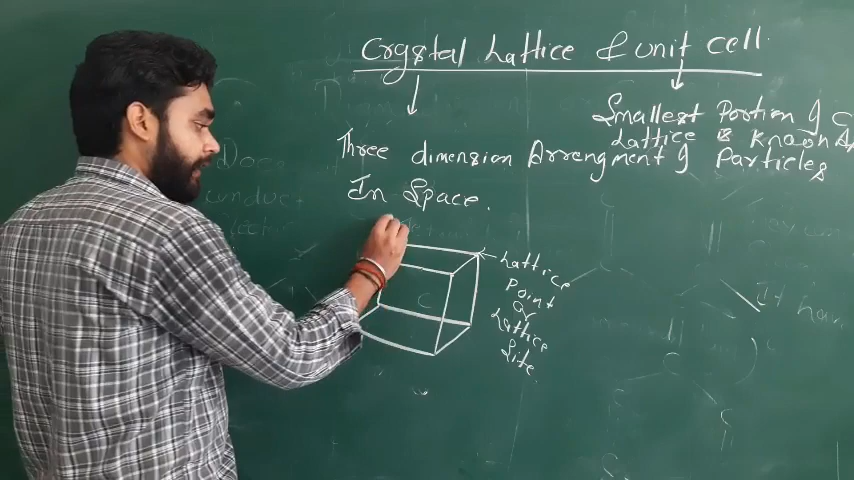 Crystal Lattice & unit cell
Smallest Portion of C
Lattice is Known A
Three dimension Arrengment of Particles
In Space.
Lattice
Point
Or
Lattice
Site.